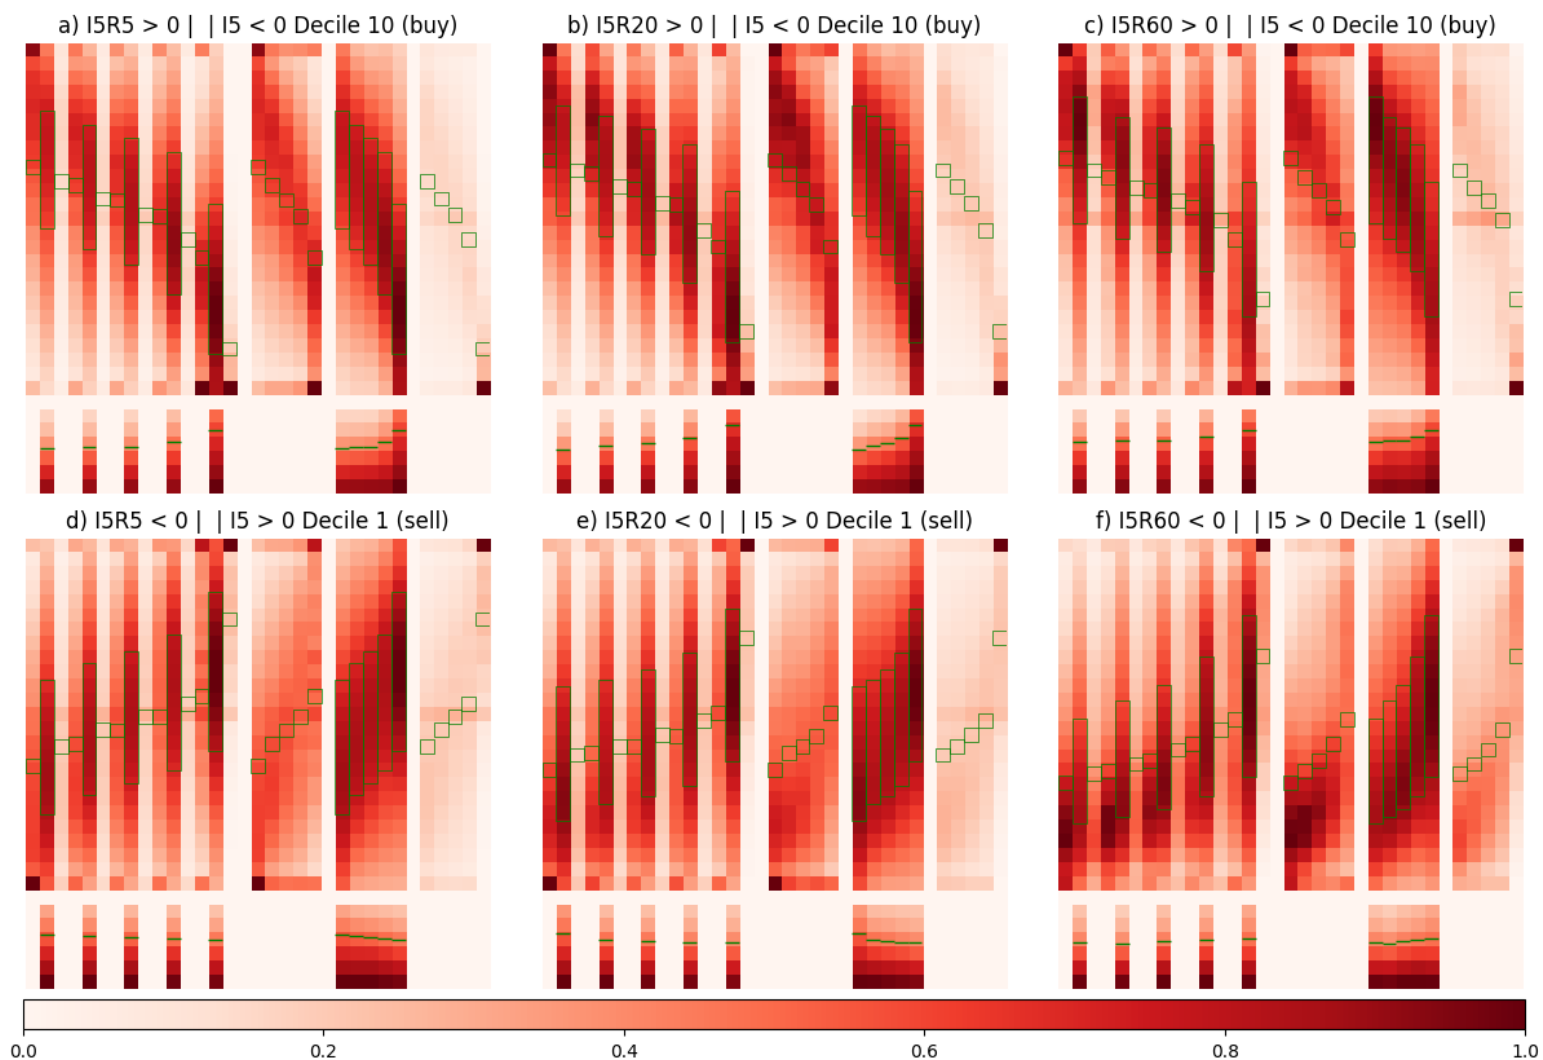 a) I5R5 > 0 | | I5 < 0 Decile 10 (buy)
b) I5R20 > 0 | | I5 < 0 Decile 10 (buy)
c) I5R60 > 0 | | I5 < 0 Decile 10 (buy)
d) I5R5 < 0 | | I5 > 0 Decile 1 (sell)
e) I5R20 < 0 | | I5 > 0 Decile 1 (sell)
f) I5R60 < 0 | | I5 > 0 Decile 1 (sell)
0.0 0.2 0.4 0.6 0.8 1.0